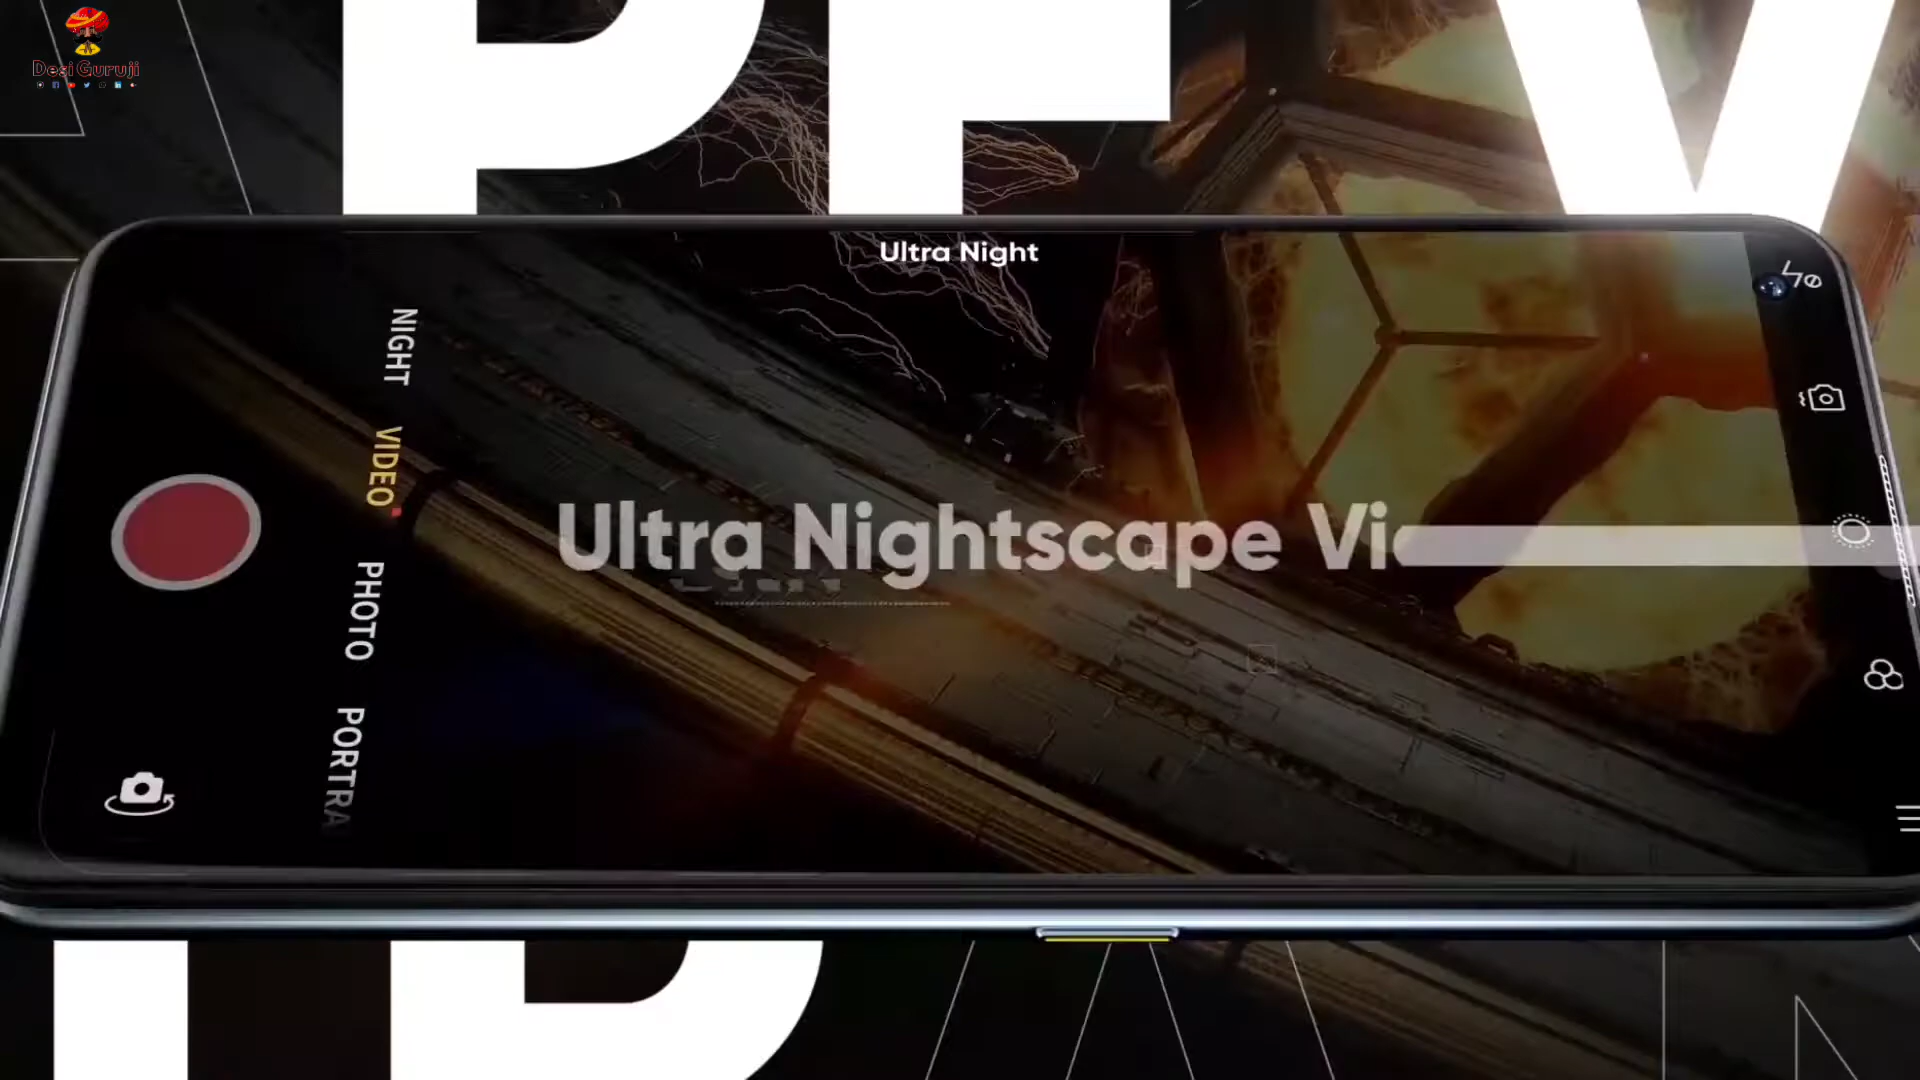 Desi Guruji
Ultra Night
NIGHT
VIDEO
PHOTO
PORTRA
Ultra Nightscape Vi